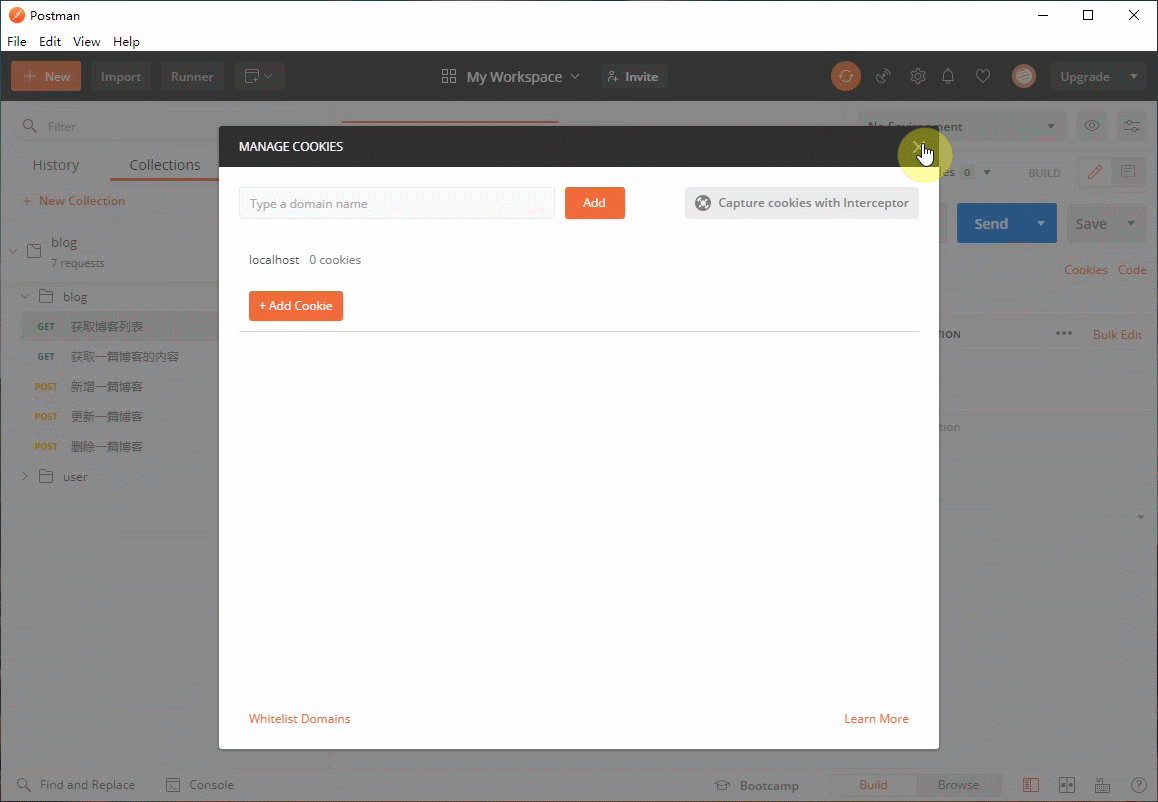 Postman
File Edit View Help
New Import Runner My Workspace Invite Upgrade
Filter
History Collections
New Collection
blog
7 requests
blog
GET 获取博客列表
GET 获取一篇博客的内容
POST 新增一篇博客
POST 更新一篇博客
POST 删除一篇博客
user
MANAGE COOKIES
Type a domain name Add Capture cookies with Interceptor
localhost 0 cookies
+ Add Cookie
Whitelist Domains Learn More
0 BUILD
Send Save
Cookies Code
Bulk Edit
Find and Replace Console Bootcamp Build Browse